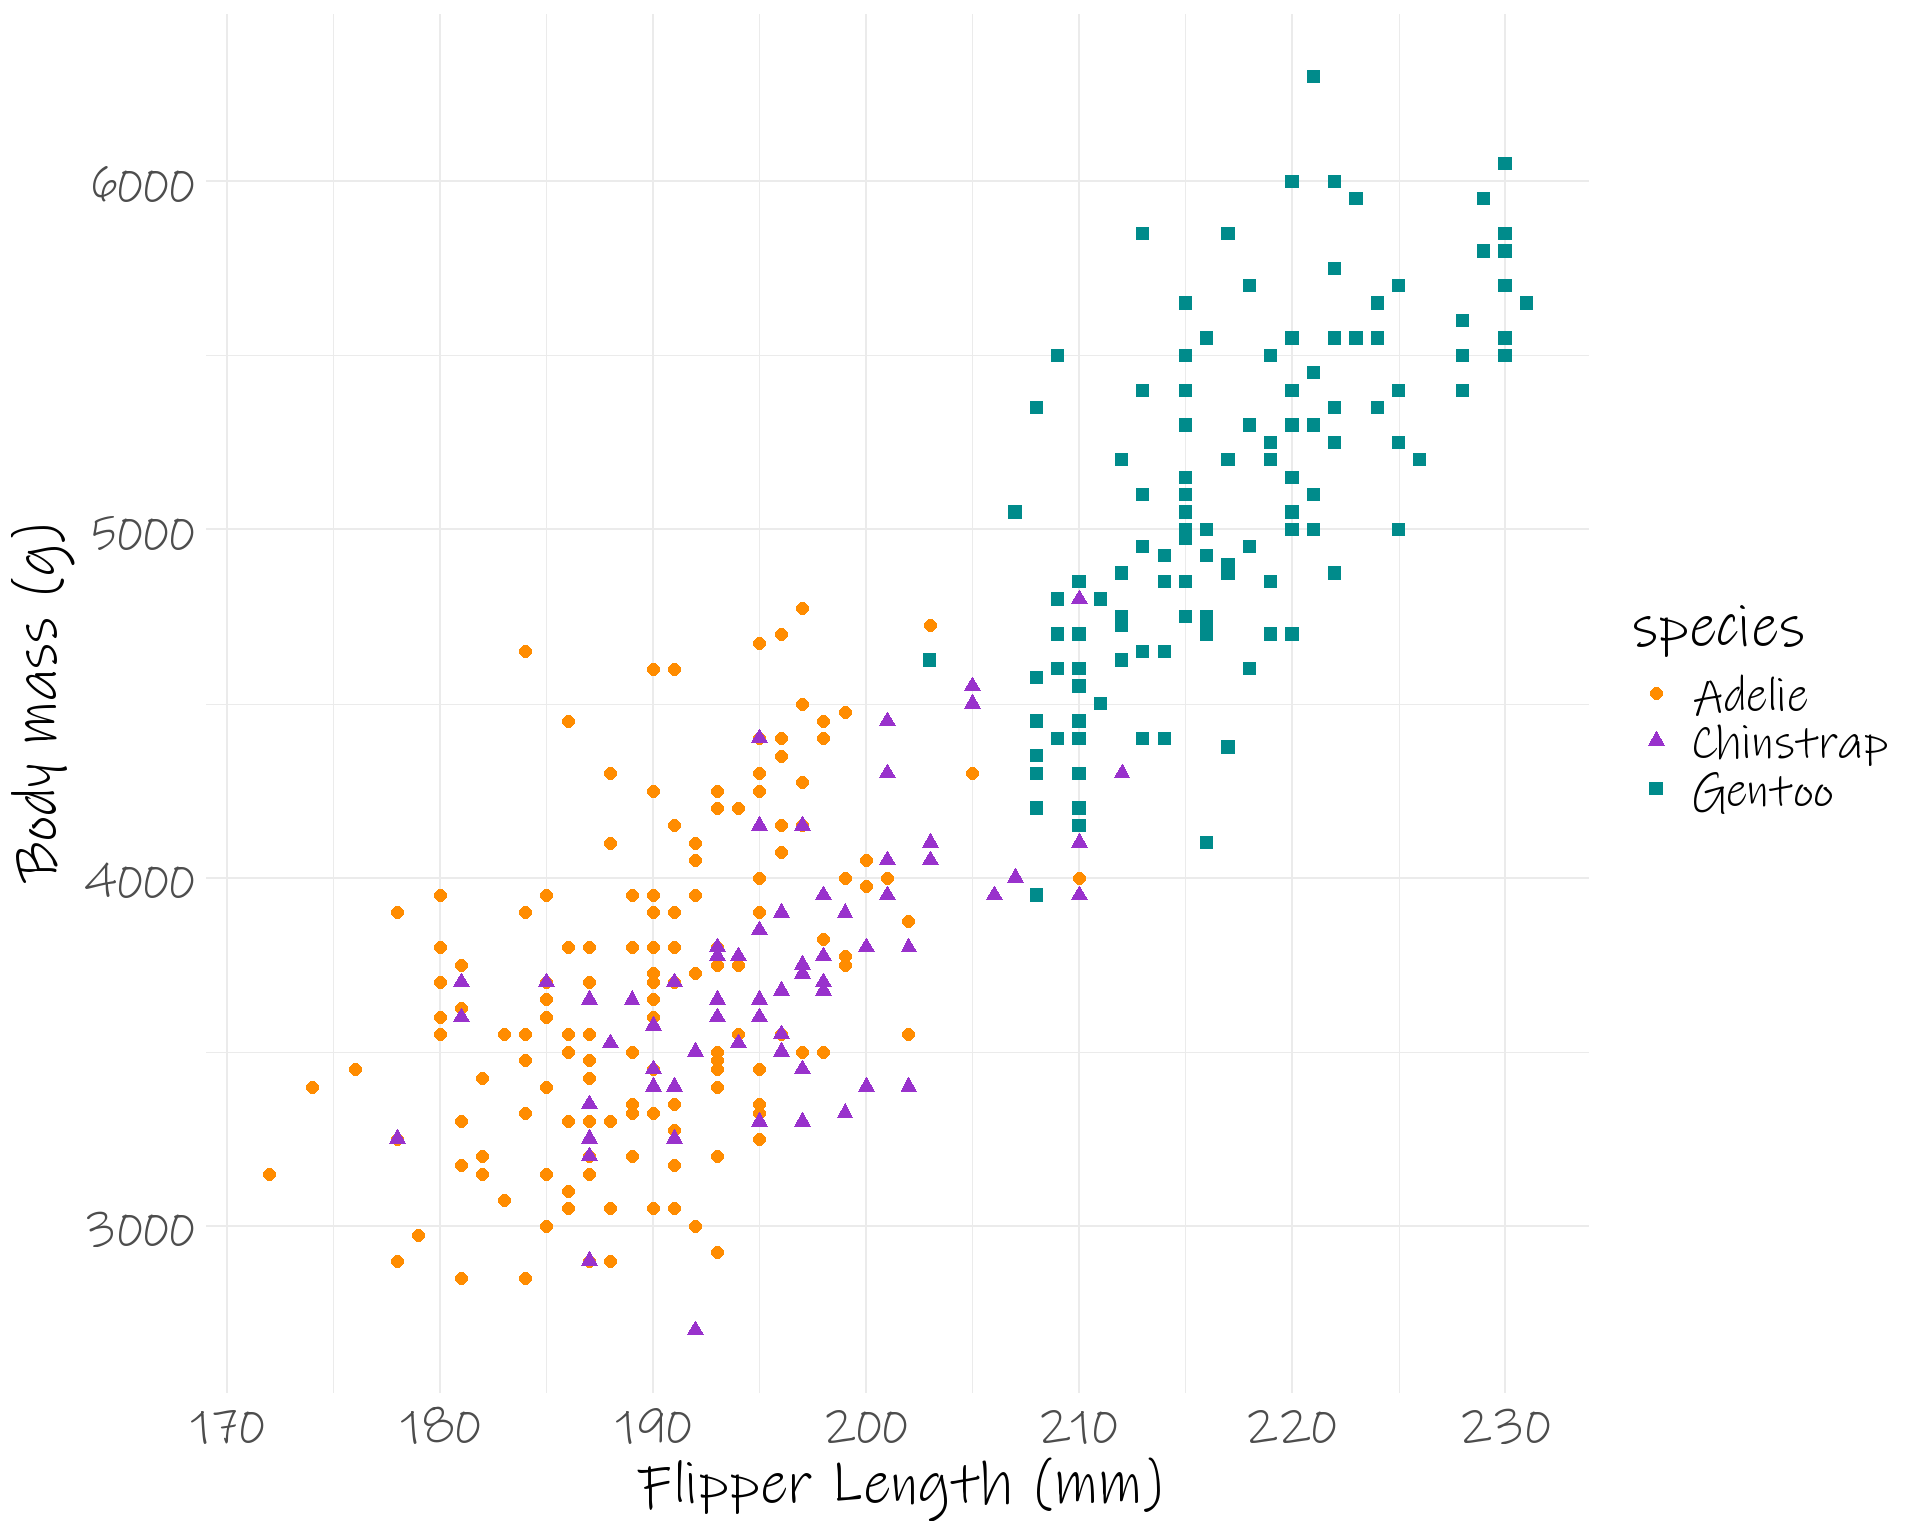 6000
5000
4000
3000
Body mass (g)
170 180 190 200 210 220 230
Flipper Length (mm)
species
Adelie
Chinstrap
Gentoo